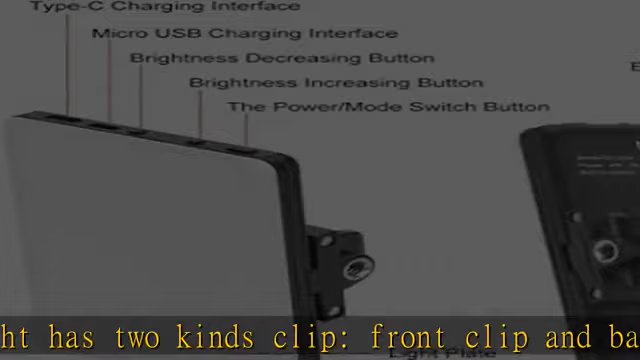 Type-C Charging Interface
Micro USB Charging Interface
Brightness Decreasing Button
Brightness Increasing Button
The Power/Mode Switch Button
Light Plate
ht has two kinds clip: front clip and ba